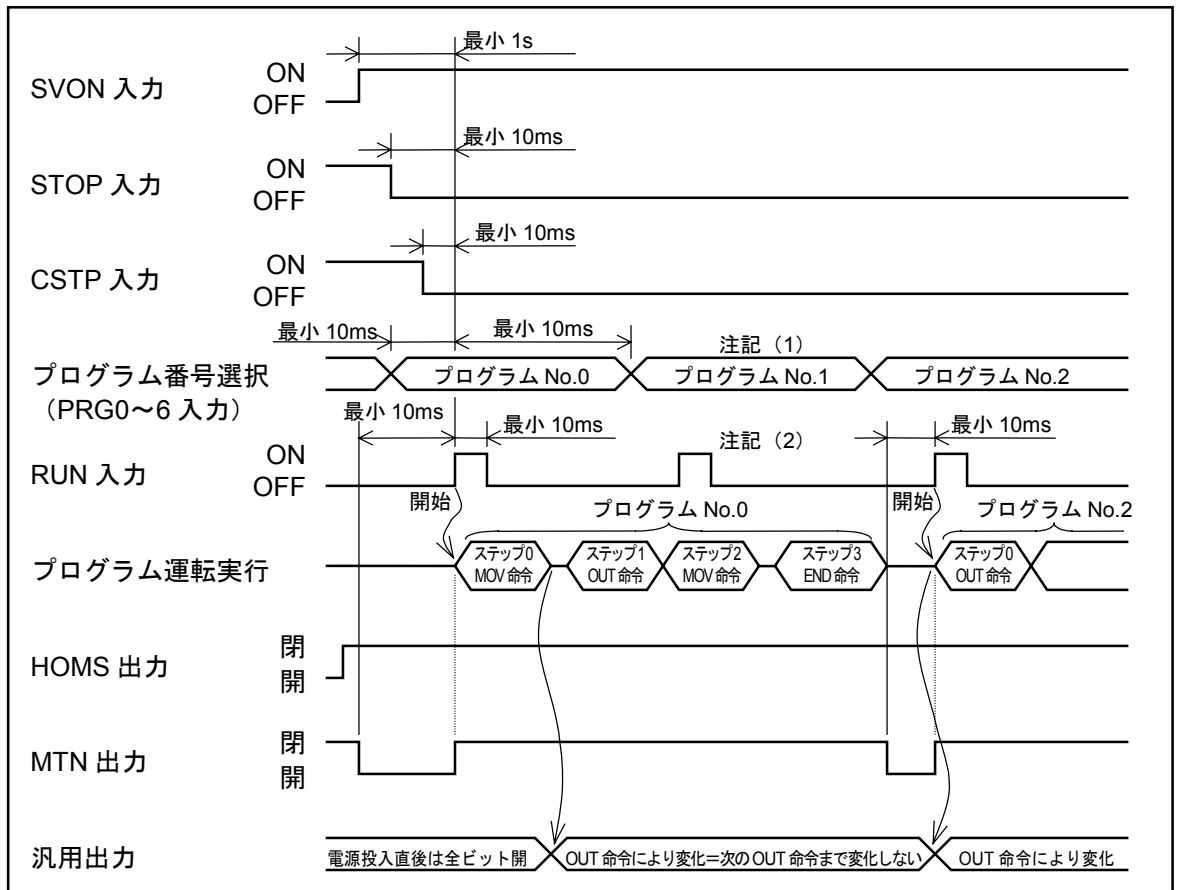 最小 1s
SVON 入力
ON
OFF
最小 10ms
STOP 入力
ON
OFF
最小 10ms
CSTP 入力
ON
OFF
最小 10ms
最小 10ms
注記（1）
プログラム番号選択
（PRG0～6 入力）
プログラム No.0
プログラム No.1
プログラム No.2
最小 10ms
最小 10ms
注記（2）
最小 10ms
RUN 入力
ON
OFF
開始
プログラム No.0
開始
プログラム No.2
プログラム運転実行
ステップ0
MOV 命令
ステップ1
OUT 命令
ステップ2
MOV 命令
ステップ3
END 命令
ステップ0
OUT 命令
HOMS 出力
閉
開
MTN 出力
閉
開
汎用出力
電源投入直後は全ビット開
OUT 命令により変化＝次のOUT 命令まで変化しない
OUT 命令により変化